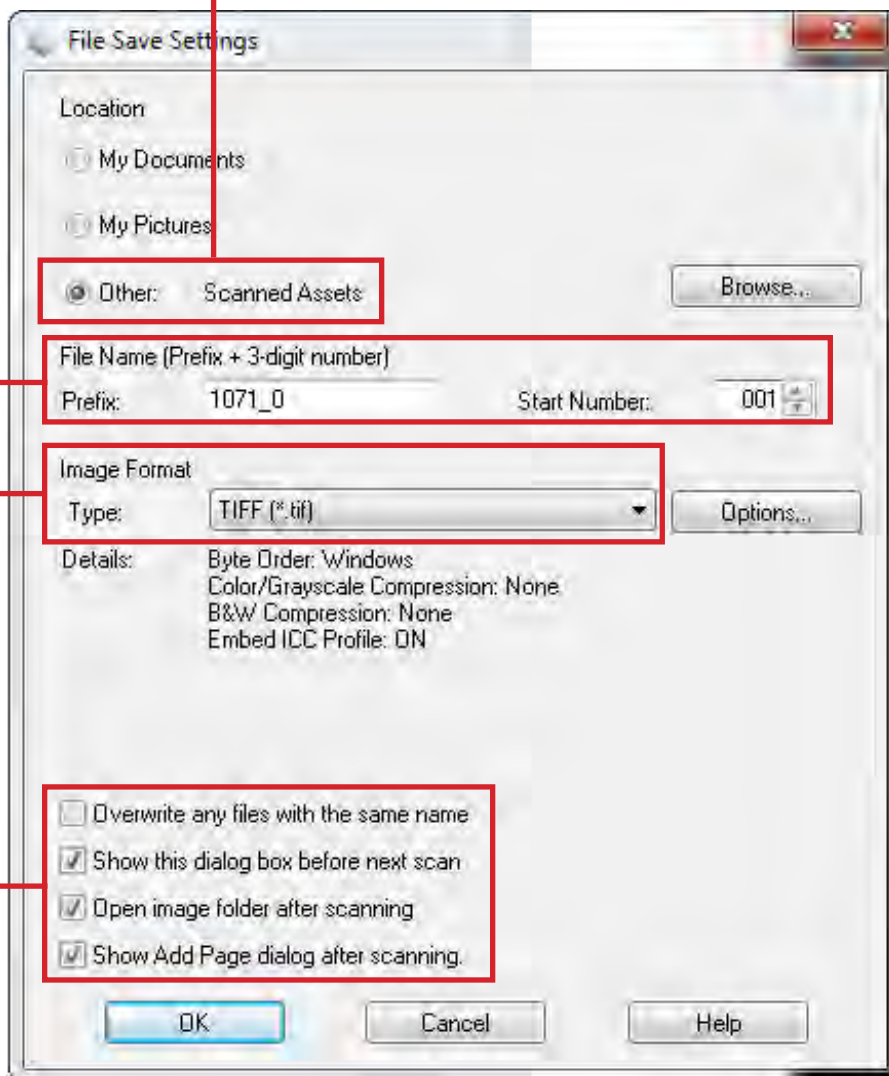 File Save Settings
Location
My Documents
My Pictures
Other: Scanned Assets Browse...
File Name (Prefix + 3-digit number)
Prefix: 1071_0 Start Number: 001
Image Format
Type: TIFF (*.tif) Options...
Details: Byte Order: Windows
Color/Grayscale Compression: None
B&W Compression: None
Embed ICC Profile: ON
Overwrite any files with the same name
Show this dialog box before next scan
Open image folder after scanning
Show Add Page dialog after scanning.
OK Cancel Help